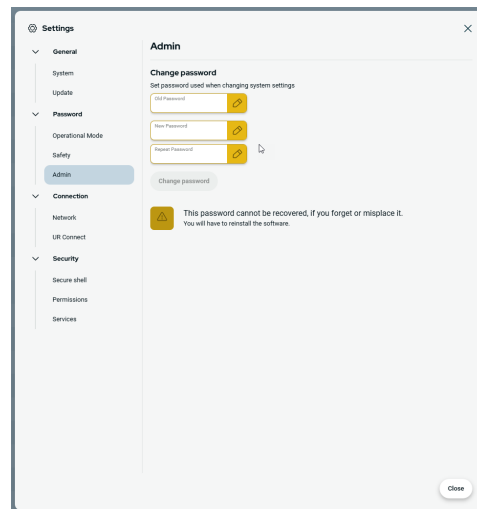 Settings
General
System
Update
Password
Operational Mode
Safety
Admin
Connection
Network
UR Connect
Security
Secure shell
Permissions
Services
Admin
Change password
Set password used when changing system settings
Old Password
New Password
Repeat Password
Change password
This password cannot be recovered, if you forget or misplace it.
You will have to reinstall the software.
Close